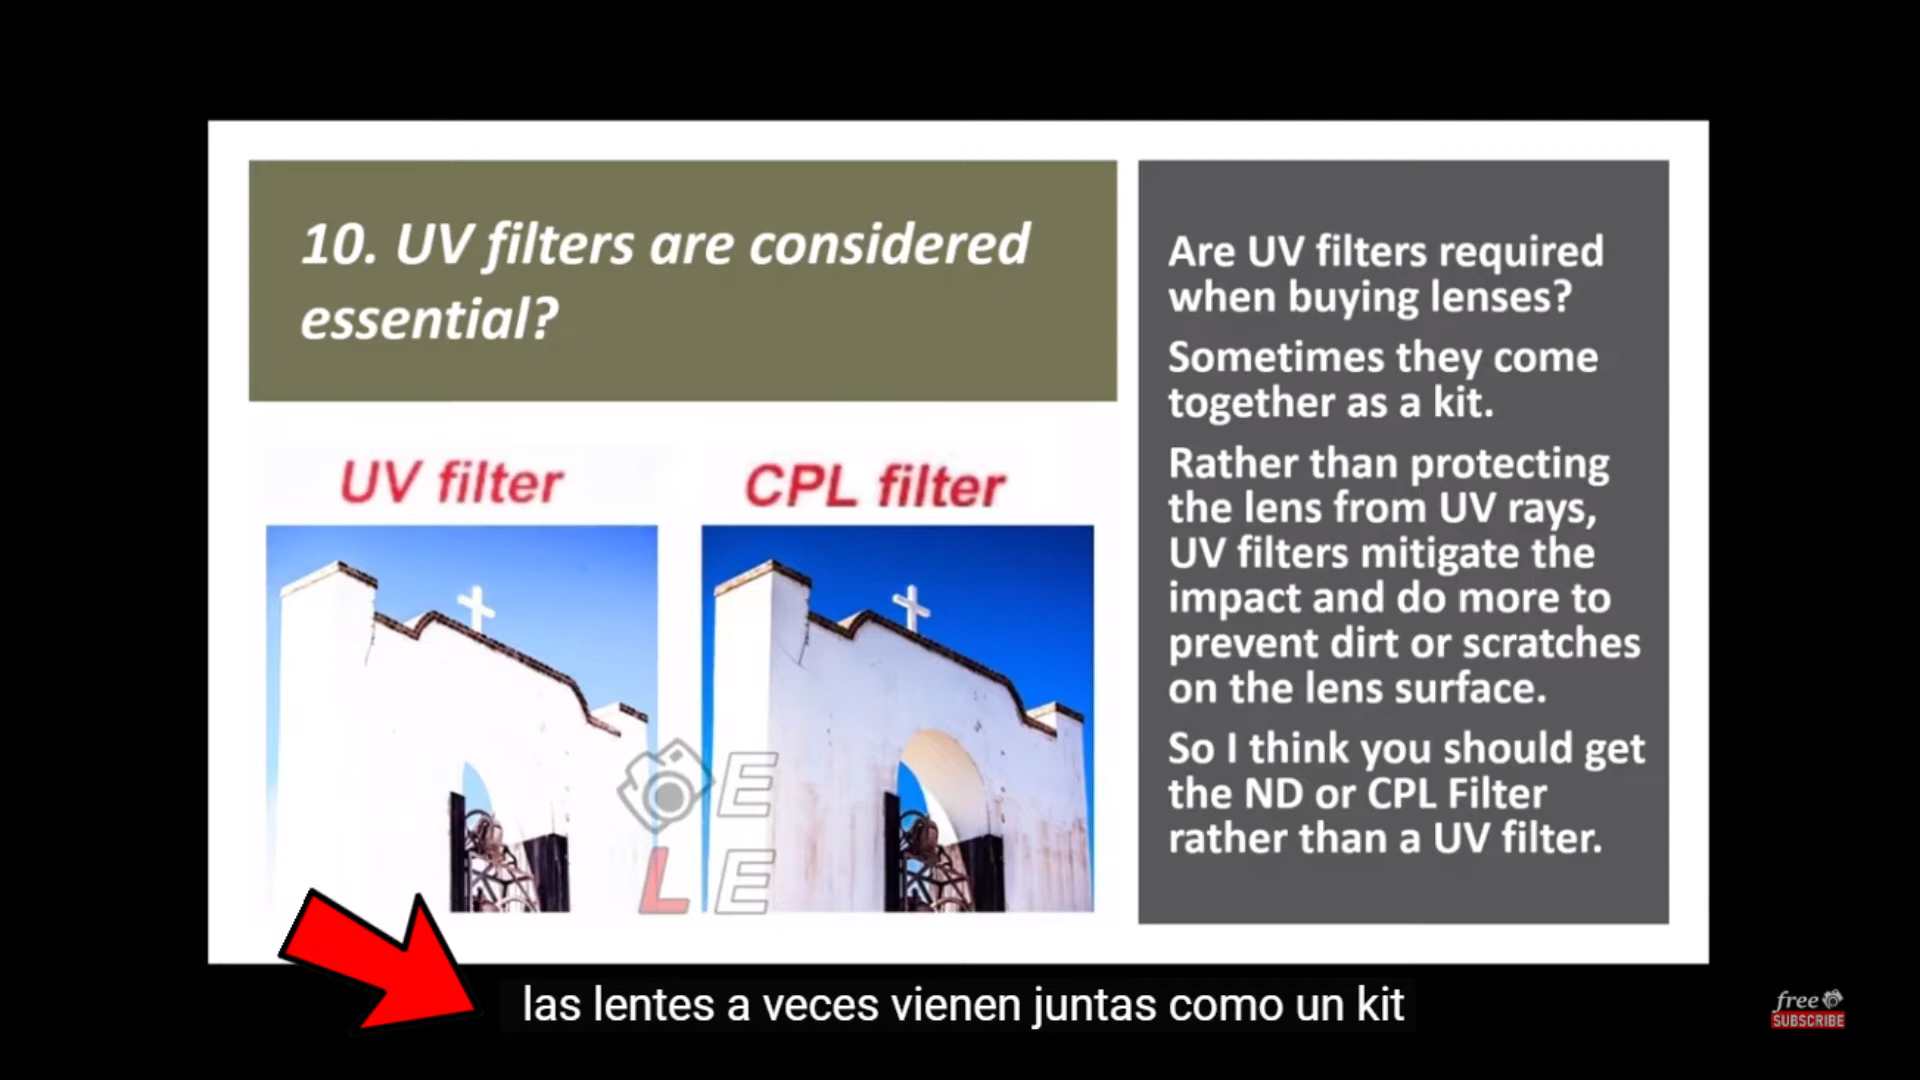 10. UV filters are considered
essential?
UV filter
CPL filter
E
LE
Are UV filters required
when buying lenses?
Sometimes they come
together as a kit.
Rather than protecting
the lens from UV rays,
UV filters mitigate the
impact and do more to
prevent dirt or scratches
on the lens surface.
So I think you should get
the ND or CPL Filter
rather than a UV filter.
las lentes a veces vienen juntas como un kit
free
SUBSCRIBE